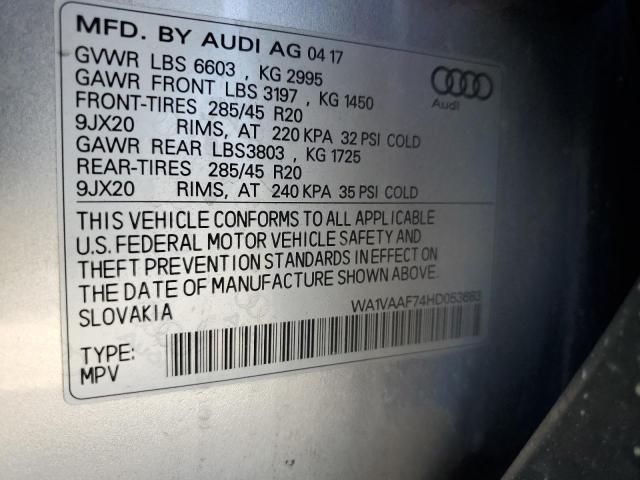 MFD. BY AUDI AG 04 17
GVWR LBS 6603 , KG 2995
GAWR FRONT LBS 3197 , KG 1450
FRONT-TIRES 285/45 R20
9JX20 RIMS, AT 220 KPA 32 PSI COLD
GAWR REAR LBS3803 , KG 1725
REAR-TIRES 285/45 R20
9JX20 RIMS, AT 240 KPA 35 PSI COLD
Audi
THIS VEHICLE CONFORMS TO ALL APPLICABLE
U.S. FEDERAL MOTOR VEHICLE SAFETY AND
THEFT PREVENTION STANDARDS IN EFFECT ON
THE DATE OF MANUFACTURE SHOWN ABOVE.
SLOVAKIA
WA1VAAF74HD053683
TYPE:
MPV